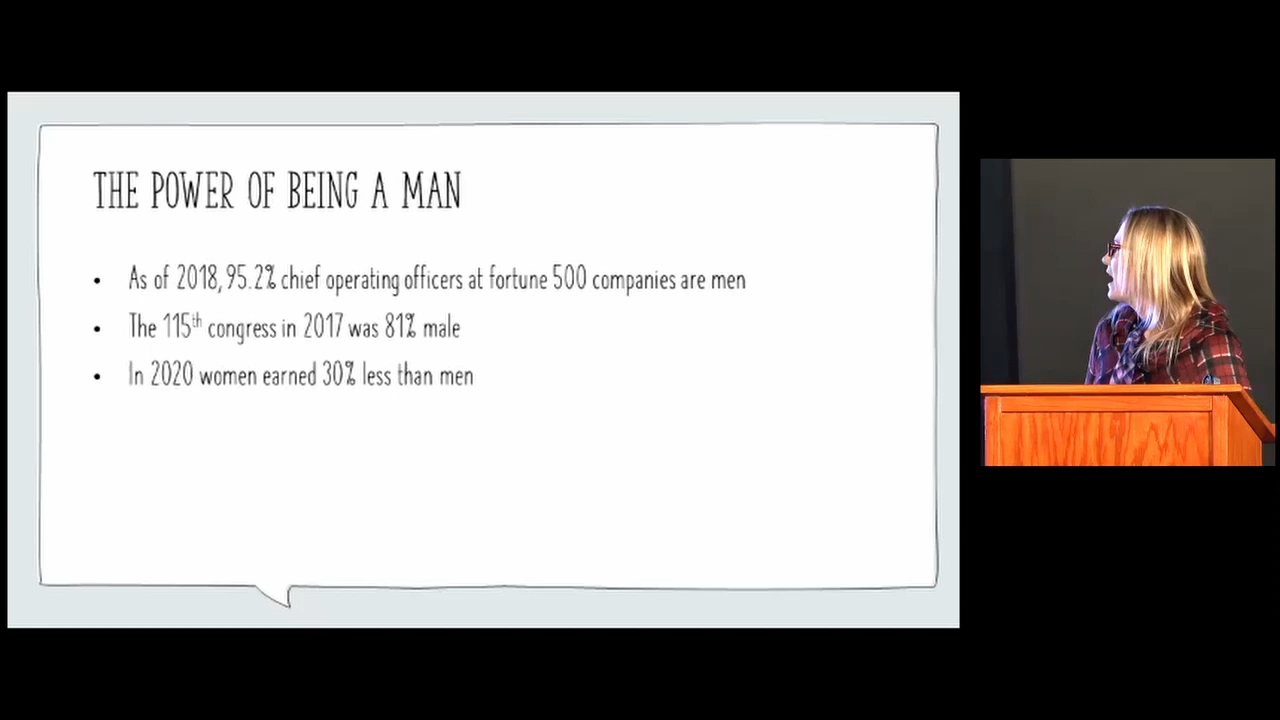 THE POWER OF BEING A MAN
• As of 2018, 95.2% chief operating officers at fortune 500 companies are men
• The 115th congress in 2017 was 81% male
• In 2020 women earned 30% less than men